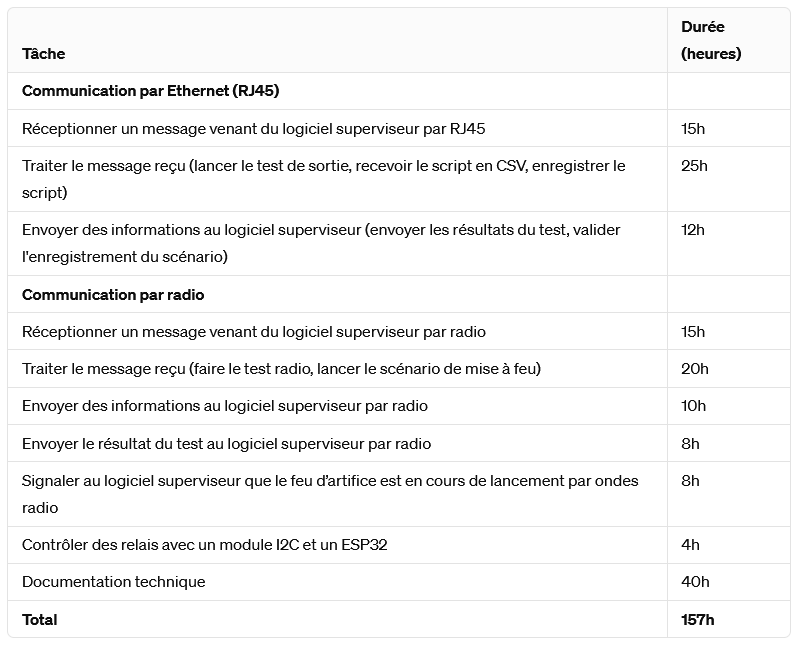 Tâche
Durée
(heures)
Communication par Ethernet (RJ45)
Réceptionner un message venant du logiciel superviseur par RJ45
15h
Traiter le message reçu (lancer le test de sortie, recevoir le script en CSV, enregistrer le
script)
25h
Envoyer des informations au logiciel superviseur (envoyer les résultats du test, valider
l'enregistrement du scénario)
12h
Communication par radio
Réceptionner un message venant du logiciel superviseur par radio
15h
Traiter le message reçu (faire le test radio, lancer le scénario de mise à feu)
20h
Envoyer des informations au logiciel superviseur par radio
10h
Envoyer le résultat du test au logiciel superviseur par radio
8h
Signaler au logiciel superviseur que le feu d’artifice est en cours de lancement par ondes
radio
8h
Contrôler des relais avec un module I2C et un ESP32
4h
Documentation technique
40h
Total
157h